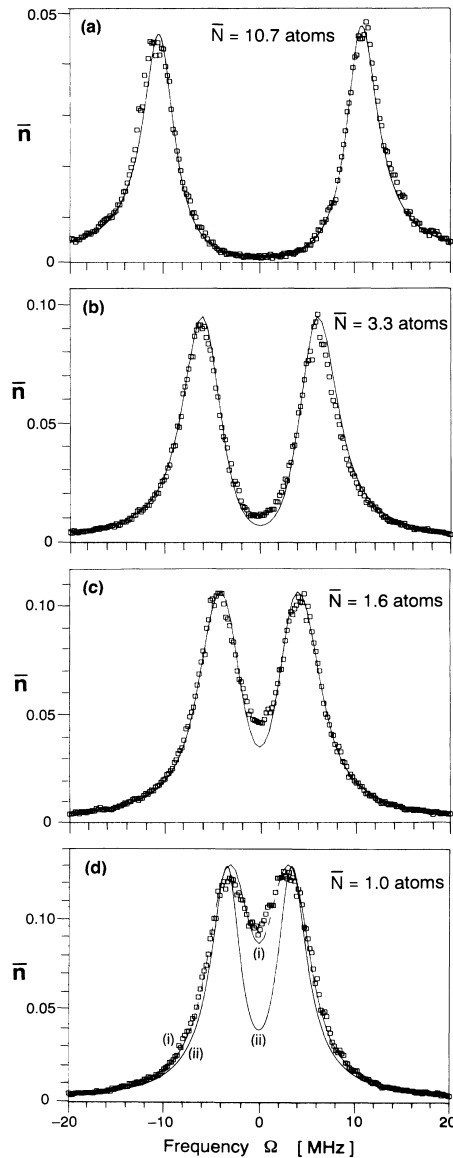 (a)
N̄ = 10.7 atoms
0.05
n̄
0
(b)
N̄ = 3.3 atoms
0.10
n̄
0.05
0
(c)
N̄ = 1.6 atoms
0.10
n̄
0.05
0
(d)
N̄ = 1.0 atoms
0.10
n̄
(i)
0.05
(i)
(ii)
(ii)
0
−20 −10 0 10 20
Frequency Ω [ MHz ]